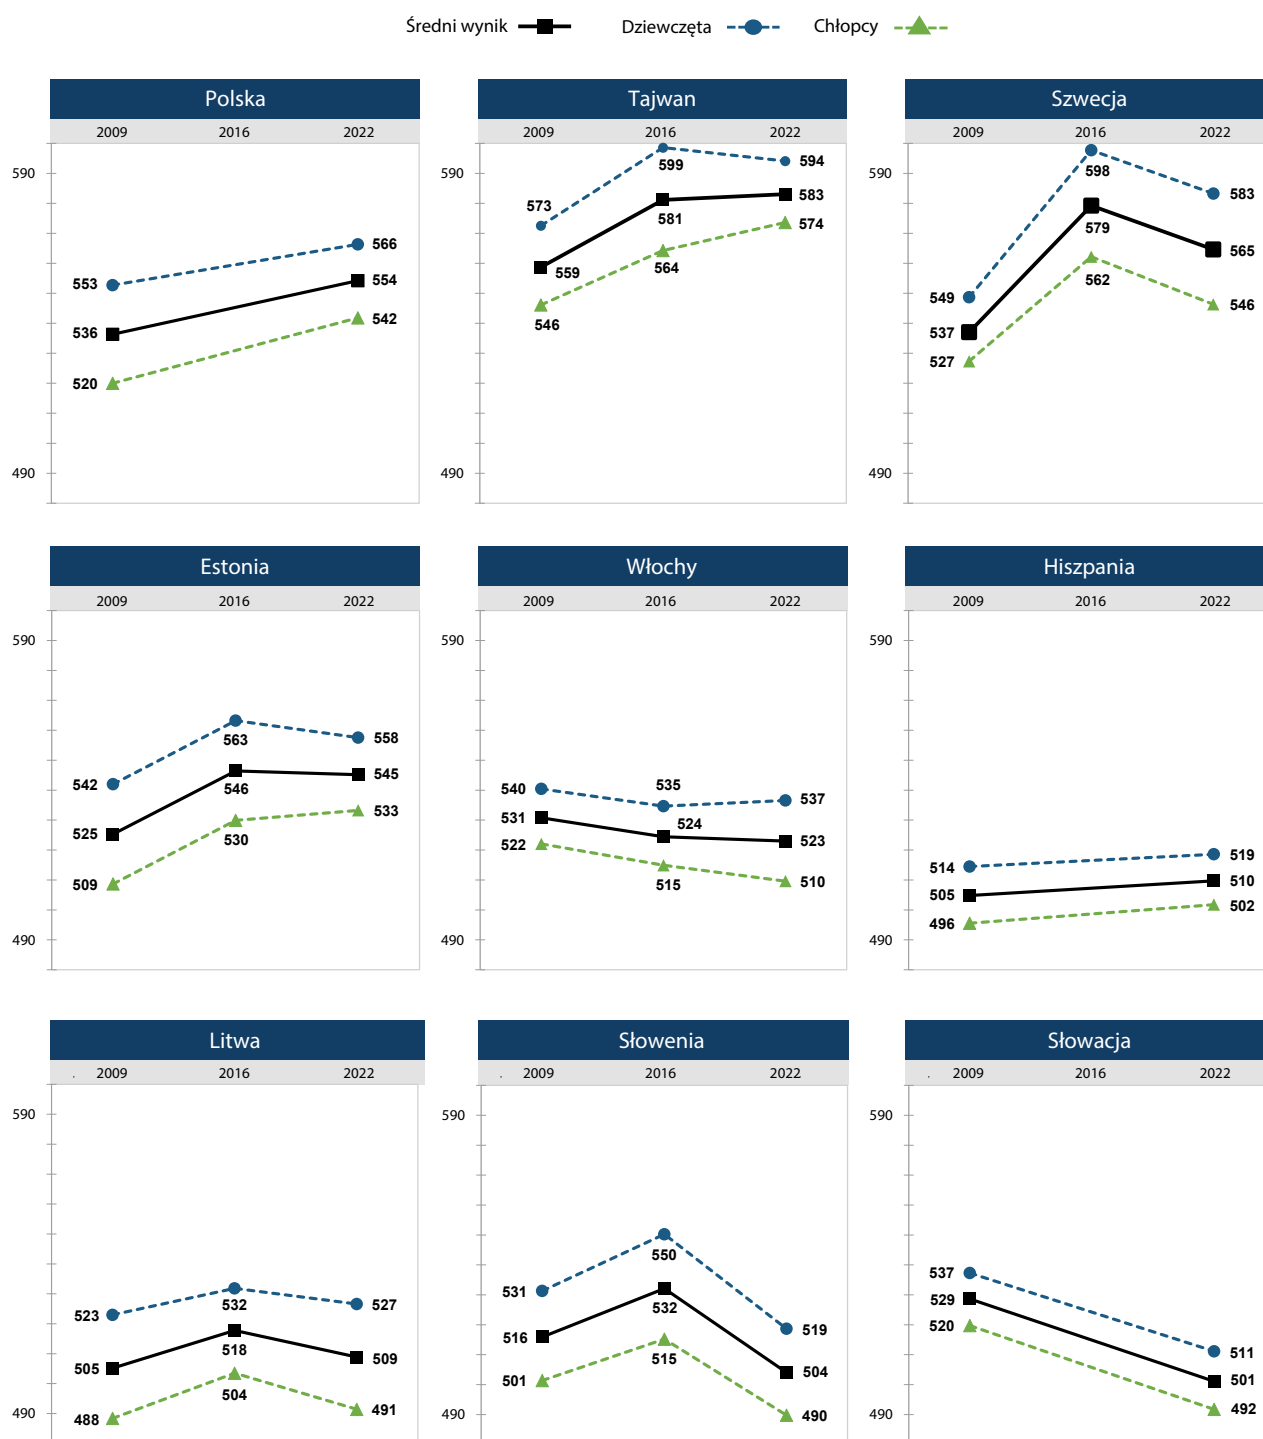 Średni wynik Dziewczęta Chłopcy
Polska Tajwan Szwecja
2009 2016 2022 2009 2016 2022 2009 2016 2022
590 590 590
490 490 490
553 566
536 554
520 542
573 599 594
559 581 583
546 564 574
549 598 583
537 579 565
527 562 546
Estonia Włochy Hiszpania
2009 2016 2022 2009 2016 2022 2009 2016 2022
590 590 590
490 490 490
542 563 558
525 546 545
509 530 533
540 535 537
531 524 523
522 515 510
514 519
505 510
496 502
Litwa Słowenia Słowacja
. 2009 2016 2022 . 2009 2016 2022 . 2009 2016 2022
590 590 590
490 490 490
523 532 527
505 518 509
488 504 491
531 550 519
516 532 504
501 515 490
537 511
529 501
520 492